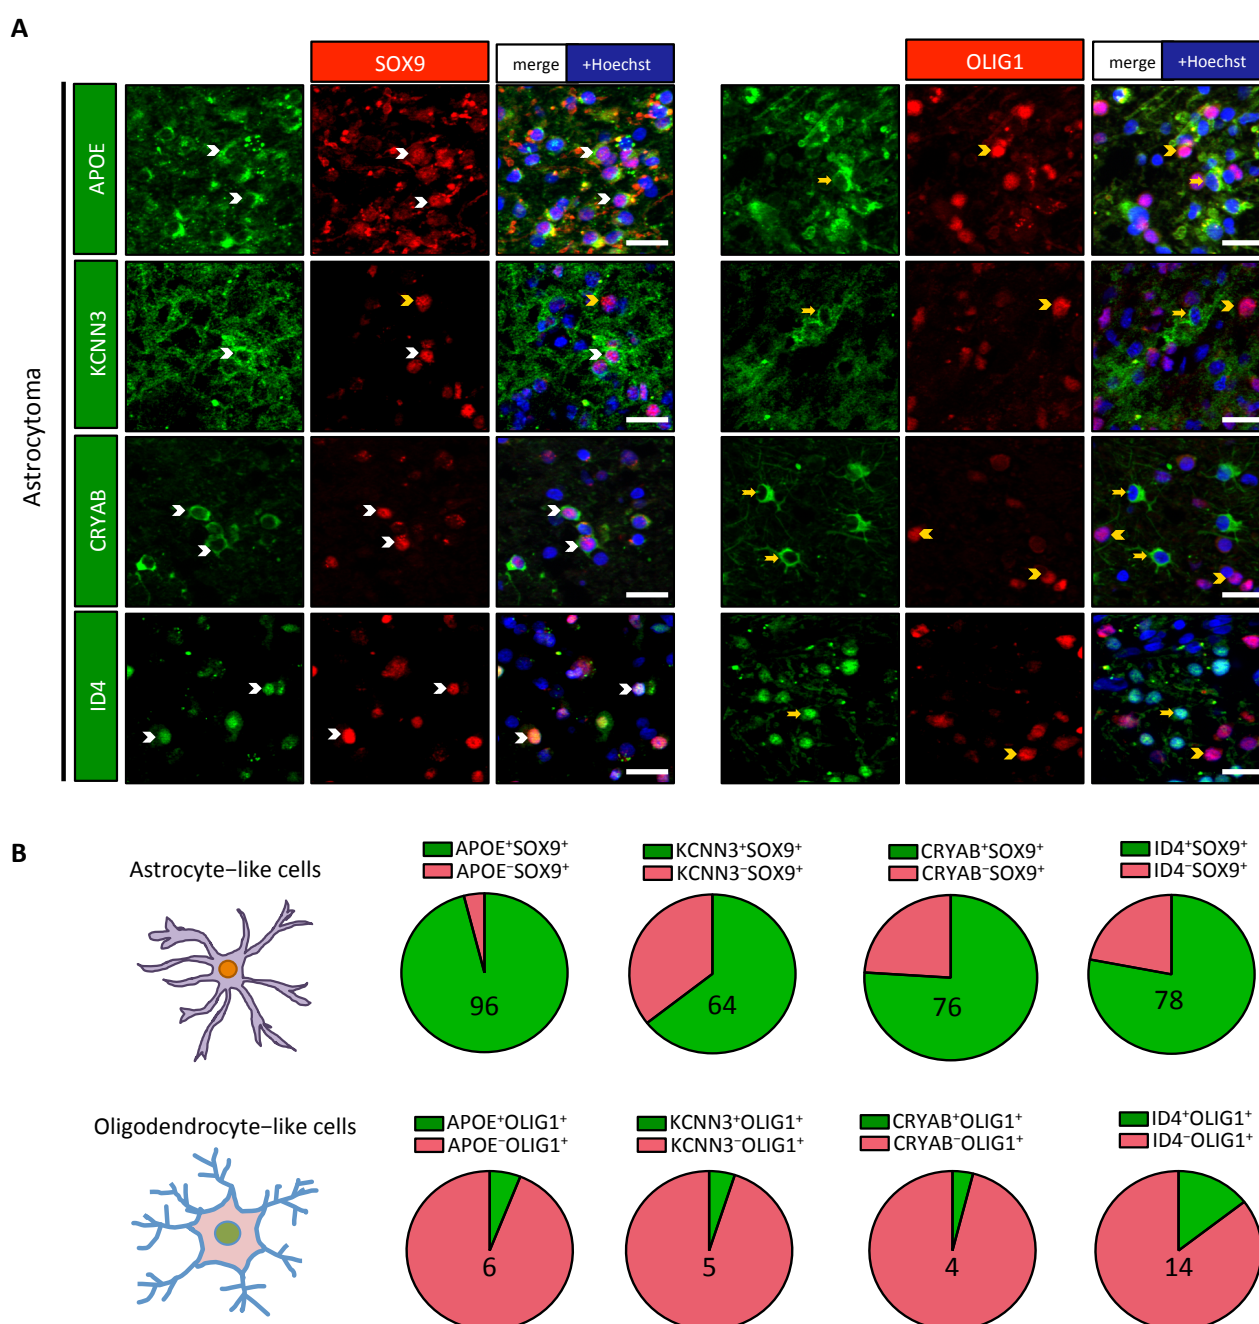 A
SOX9
merge
+Hoechst
OLIG1
merge
+Hoechst
Astrocytoma
APOE
KCNN3
CRYAB
ID4
B
Astrocyte−like cells
APOE⁺SOX9⁺
APOE⁻SOX9⁺
KCNN3⁺SOX9⁺
KCNN3⁻SOX9⁺
CRYAB⁺SOX9⁺
CRYAB⁻SOX9⁺
ID4⁺SOX9⁺
ID4⁻SOX9⁺
96
64
76
78
Oligodendrocyte−like cells
APOE⁺OLIG1⁺
APOE⁻OLIG1⁺
KCNN3⁺OLIG1⁺
KCNN3⁻OLIG1⁺
CRYAB⁺OLIG1⁺
CRYAB⁻OLIG1⁺
ID4⁺OLIG1⁺
ID4⁻OLIG1⁺
6
5
4
14